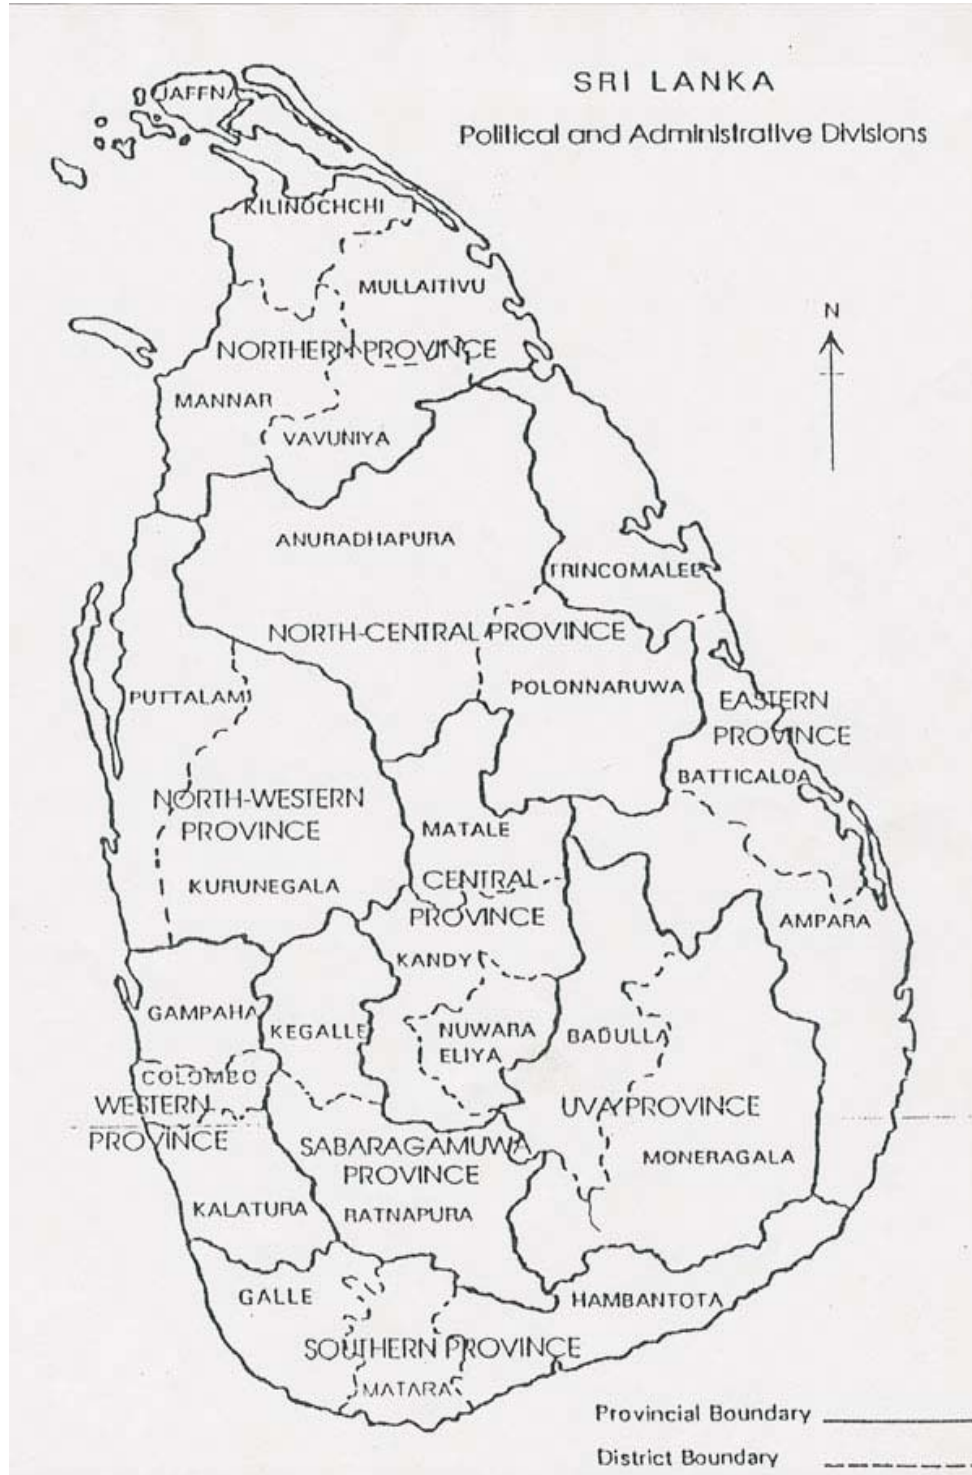 SRI LANKA
Political and Administrative Divisions
JAFFNA
KILINOCHCHI
N
MULLAITIVU
NORTHERN PROVINCE
MANNAR
VAVUNIYA
ANURADHAPURA
TRINCOMALEE
NORTH-CENTRAL PROVINCE
PUTTALAM
POLONNARUWA
EASTERN
PROVINCE
BATTICALOA
NORTH-WESTERN
PROVINCE
MATALE
KURUNEGALA
CENTRAL
PROVINCE
AMPARA
KANDY
GAMPAHA
KEGALLE
NUWARA
ELIYA
BADULLA
COLOMBO
WESTERN
PROVINCE
UVA PROVINCE
SABARAGAMUWA
PROVINCE
MONERAGALA
KALATURA
RATNAPURA
GALLE
HAMBANTOTA
SOUTHERN PROVINCE
MATARA
Provincial Boundary
District Boundary